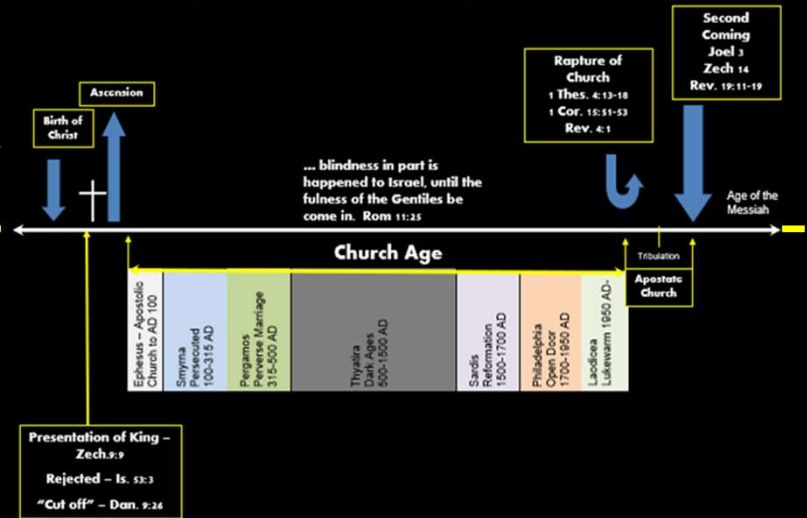 Second
Coming
Joel 3
Zech 14
Rev. 19:11-19
Rapture of
Church
1 Thes. 4:13-18
1 Cor. 15:51-53
Rev. 4:1
Ascension
Birth of
Christ
... blindness in part is
happened to Israel, until the
fulness of the Gentiles be
come in. Rom 11:25
Age of the
Messiah
Church Age
Tribulation
Apostate
Church
Ephesus – Apostolic
Church to AD 100
Smyrna
Persecuted
100-315 AD
Pergamos
Perverse Marriage
315-500 AD
Thyatira
Dark Ages
500-1500 AD
Sardis
Reformation
1500-1700 AD
Philadelphia
Open Door
1700-1950 AD
Laodicea
Lukewarm 1950 AD-
Presentation of King –
Zech.9:9
Rejected – Is. 53:3
"Cut off" – Dan. 9:26